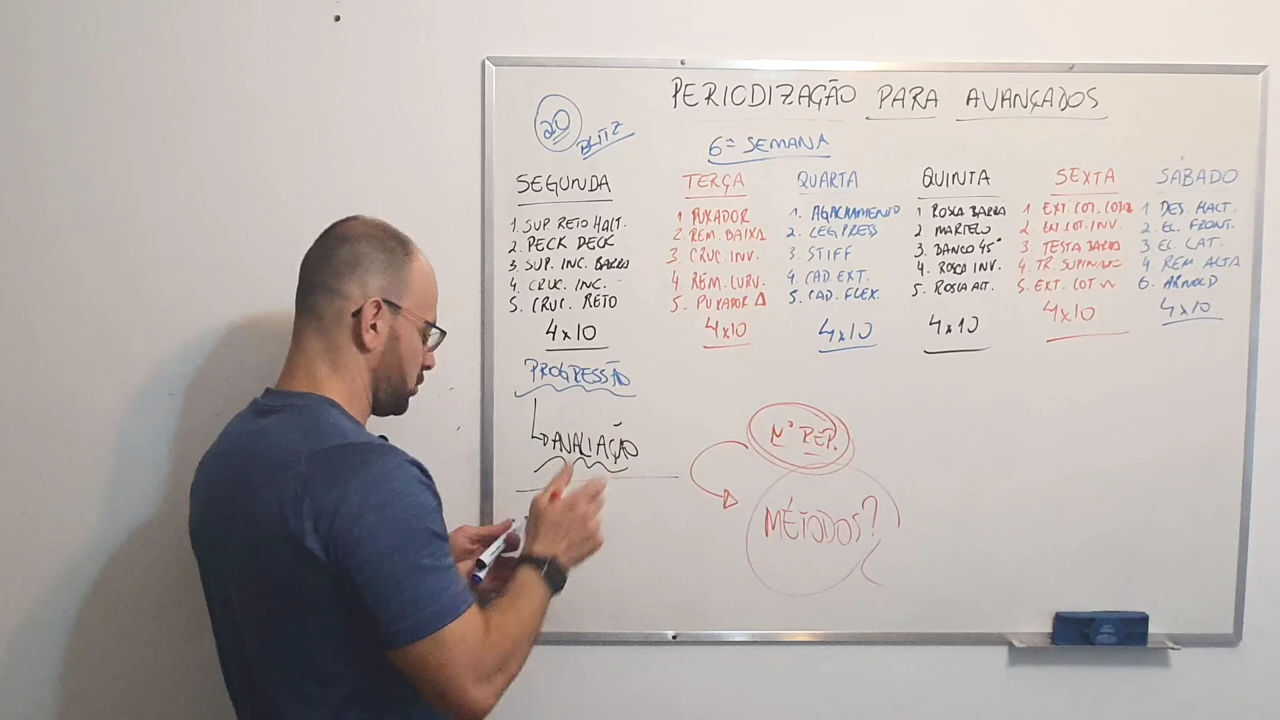 PERIODIZAÇÃO PARA AVANÇADOS
20
BLITZ
6ª SEMANA
SEGUNDA
1. SUP RETO HALT.
2. PECK DECK
3. SUP. INC. BARRA
4. CRUC. INC.
5. CRUC. RETO
4x10
TERÇA
1 PUXADOR
2. REM. BAIXA
3 CRUC. INV.
4. REM. CURV.
5. PUXADOR Δ
4x10
QUARTA
1. AGACHAMENTO
2. LEG PRESS
3. STIFF
4. CAD. EXT.
5. CAD. FLEX.
4x10
QUINTA
1 ROSCA BARRA
2. MARTELO
3. BANCO 45°
4. ROSCA INV.
5. ROSCA ALT.
4x10
SEXTA
1. EXT. COT. CORDA
2. EXT COT. INV.
3. TESTA BARRA
4. TR. SUPINADO
5. EXT. COT W
4x10
SÁBADO
1 DES. HALT.
2. EL. FRONT.
3 EL. LAT.
4. REM. ALTA
6. ARNOLD
4x10
PROGRESSÃO
AVALIAÇÃO
Nº REP.
MÉTODOS?